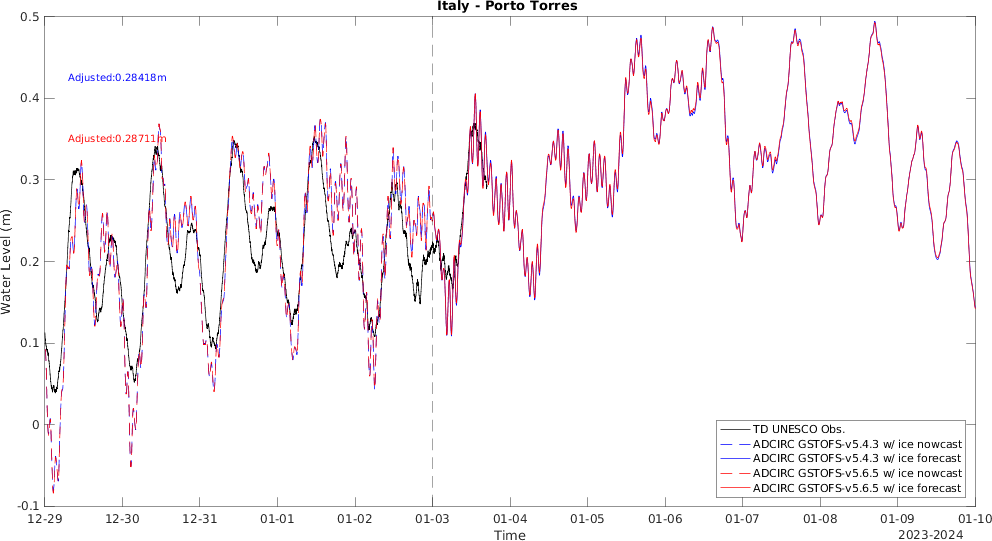 Italy - Porto Torres
0.5
0.4
0.3
0.2
0.1
0
-0.1
Water Level (m)
Adjusted:0.28418m
Adjusted:0.28711m
TD UNESCO Obs.
ADCIRC GSTOFS-v5.4.3 w/ ice nowcast
ADCIRC GSTOFS-v5.4.3 w/ ice forecast
ADCIRC GSTOFS-v5.6.5 w/ ice nowcast
ADCIRC GSTOFS-v5.6.5 w/ ice forecast
12-29 12-30 12-31 01-01 01-02 01-03 01-04 01-05 01-06 01-07 01-08 01-09 01-10
Time
2023-2024